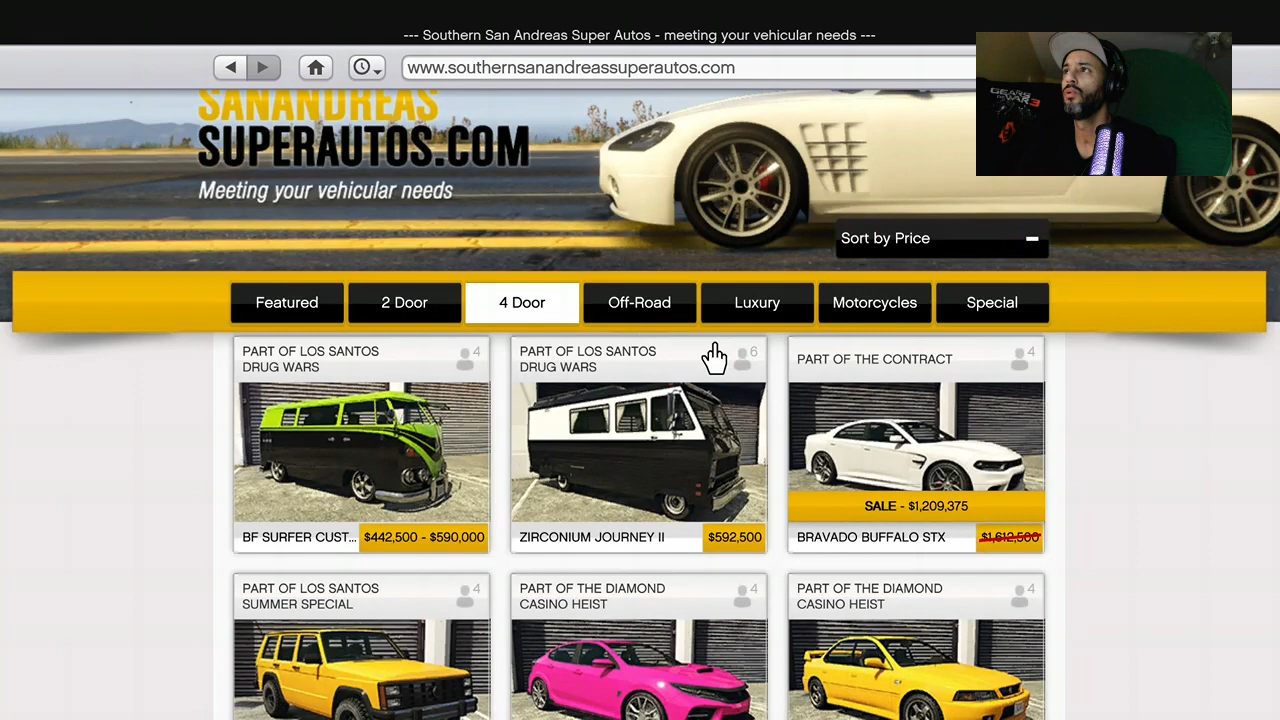 --- Southern San Andreas Super Autos - meeting your vehicular needs ---
www.southernsanandreassuperautos.com
GEARS
OF WAR 3
SANANDREAS
SUPERAUTOS.COM
Meeting your vehicular needs
Sort by Price
Featured
2 Door
4 Door
Off-Road
Luxury
Motorcycles
Special
PART OF LOS SANTOS
DRUG WARS
4
BF SURFER CUST...
$442,500 - $590,000
PART OF LOS SANTOS
DRUG WARS
6
ZIRCONIUM JOURNEY II
$592,500
PART OF THE CONTRACT
4
SALE - $1,209,375
BRAVADO BUFFALO STX
$1,612,500
PART OF LOS SANTOS
SUMMER SPECIAL
4
PART OF THE DIAMOND
CASINO HEIST
4
PART OF THE DIAMOND
CASINO HEIST
4